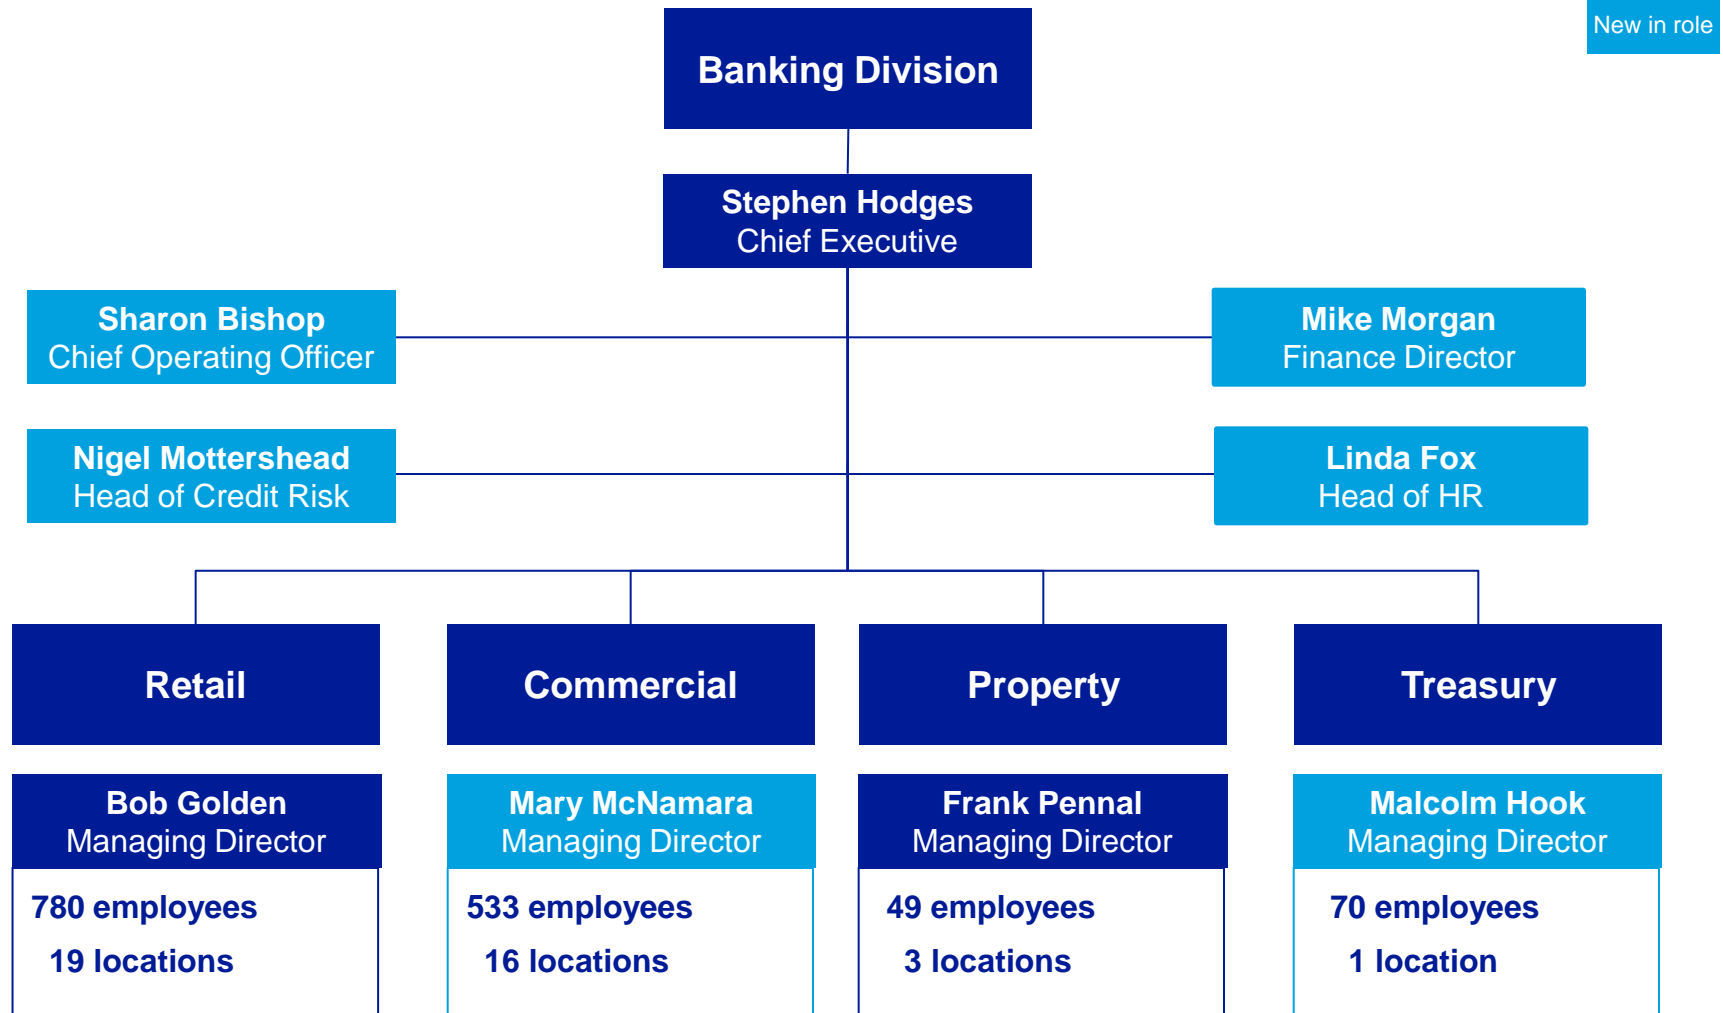 New in role
Banking Division
Stephen Hodges
Chief Executive
Sharon Bishop
Chief Operating Officer
Mike Morgan
Finance Director
Nigel Mottershead
Head of Credit Risk
Linda Fox
Head of HR
Retail
Commercial
Property
Treasury
Bob Golden
Managing Director
780 employees
19 locations
Mary McNamara
Managing Director
533 employees
16 locations
Frank Pennal
Managing Director
49 employees
3 locations
Malcolm Hook
Managing Director
70 employees
1 location